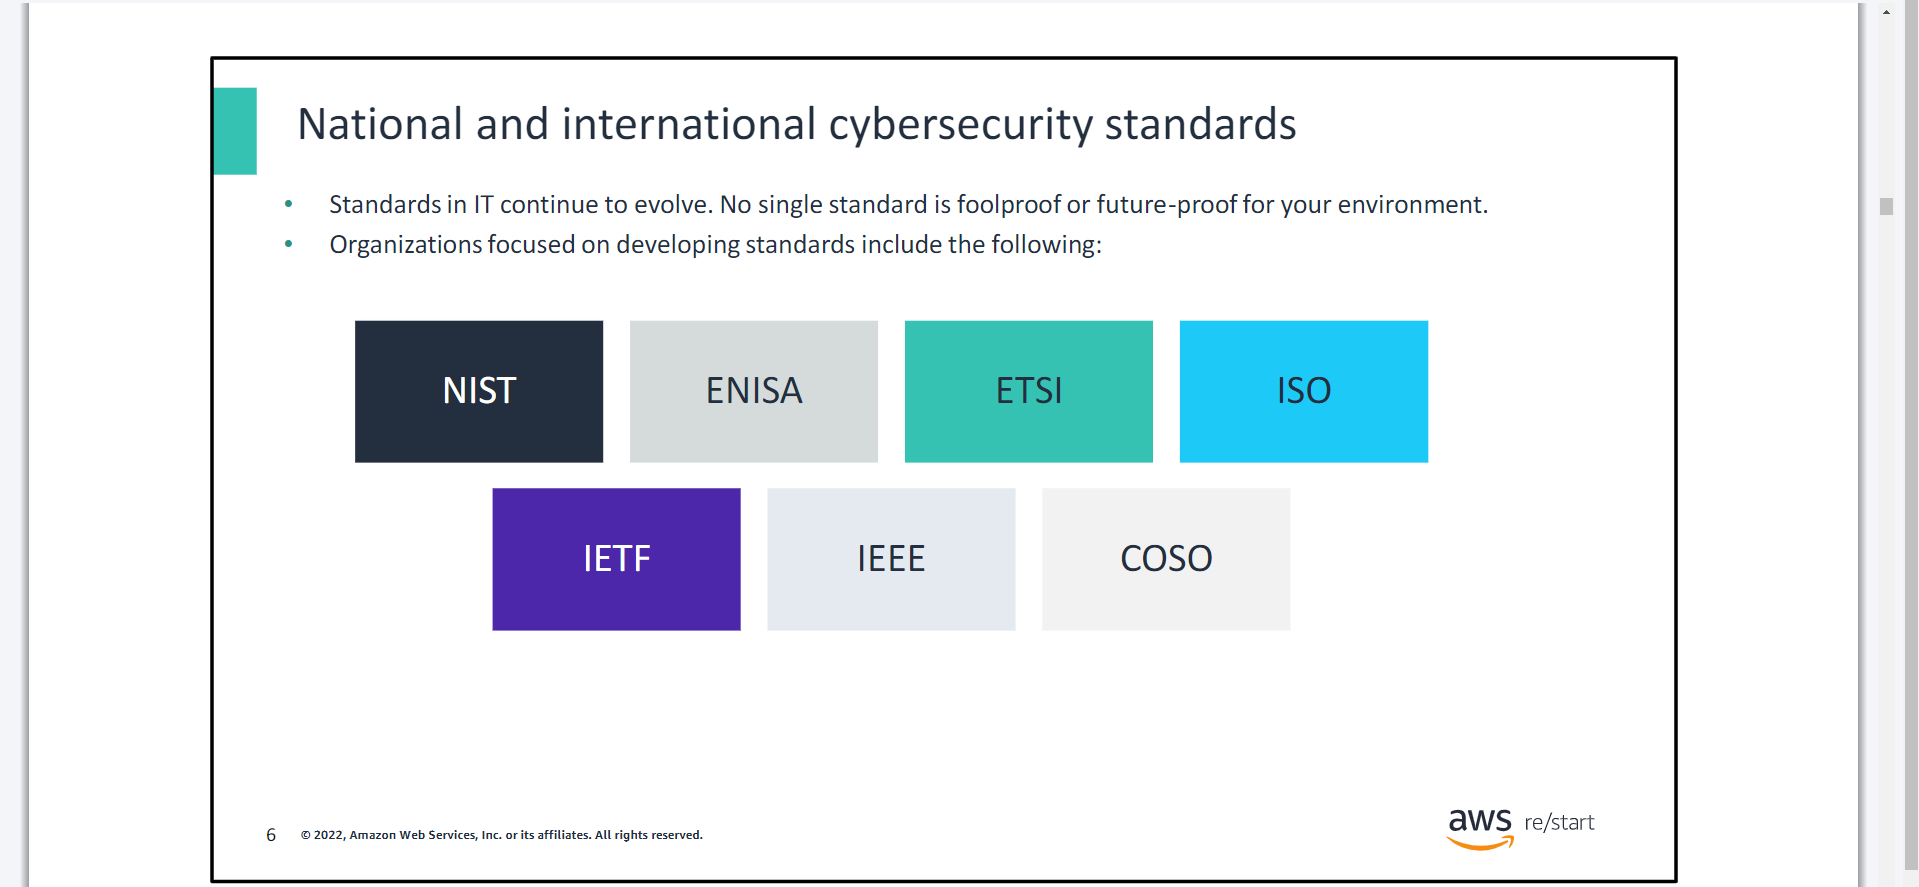 National and international cybersecurity standards
• Standards in IT continue to evolve. No single standard is foolproof or future-proof for your environment.
• Organizations focused on developing standards include the following:
NIST
ENISA
ETSI
ISO
IETF
IEEE
COSO
6 © 2022, Amazon Web Services, Inc. or its affiliates. All rights reserved.
aws re/start